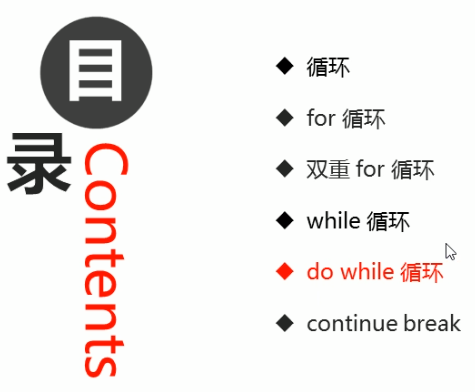 目录
Contents
循环
for 循环
双重 for 循环
while 循环
do while 循环
continue break